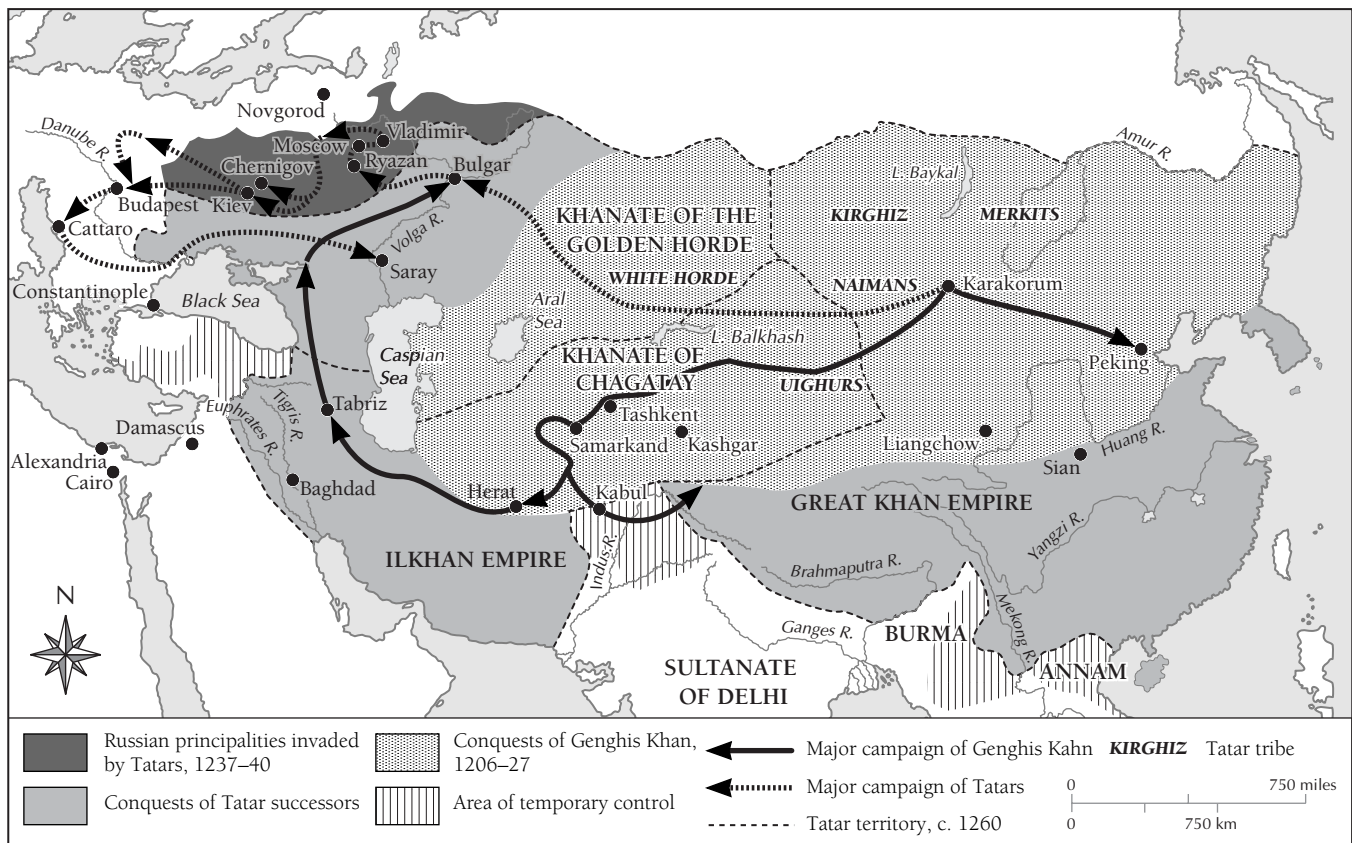 Novgorod
Danube R.
Moscow
Vladimir
Chernigov
Ryazan
Bulgar
Budapest
Kiev
Cattaro
Volga R.
Saray
Constantinople
Black Sea
Caspian
Sea
Aral
Sea
KHANATE OF THE
GOLDEN HORDE
WHITE HORDE
KIRGHIZ
L. Baykal
MERKITS
Amur R.
NAIMANS
Karakorum
L. Balkhash
KHANATE OF
CHAGATAY
UIGHURS
Peking
Tashkent
Samarkand
Kashgar
Liangchow
Sian
Huang R.
Tabriz
Tigris R.
Euphrates R.
Damascus
Alexandria
Cairo
Baghdad
Herat
Kabul
Indus R.
ILKHAN EMPIRE
GREAT KHAN EMPIRE
Yangzi R.
Brahmaputra R.
Mekong R.
Ganges R.
BURMA
ANNAM
SULTANATE
OF DELHI
N
Russian principalities invaded
by Tatars, 1237–40
Conquests of Tatar successors
Conquests of Genghis Khan,
1206–27
Area of temporary control
Major campaign of Genghis Kahn
Major campaign of Tatars
Tatar territory, c. 1260
KIRGHIZ Tatar tribe
0 750 miles
0 750 km